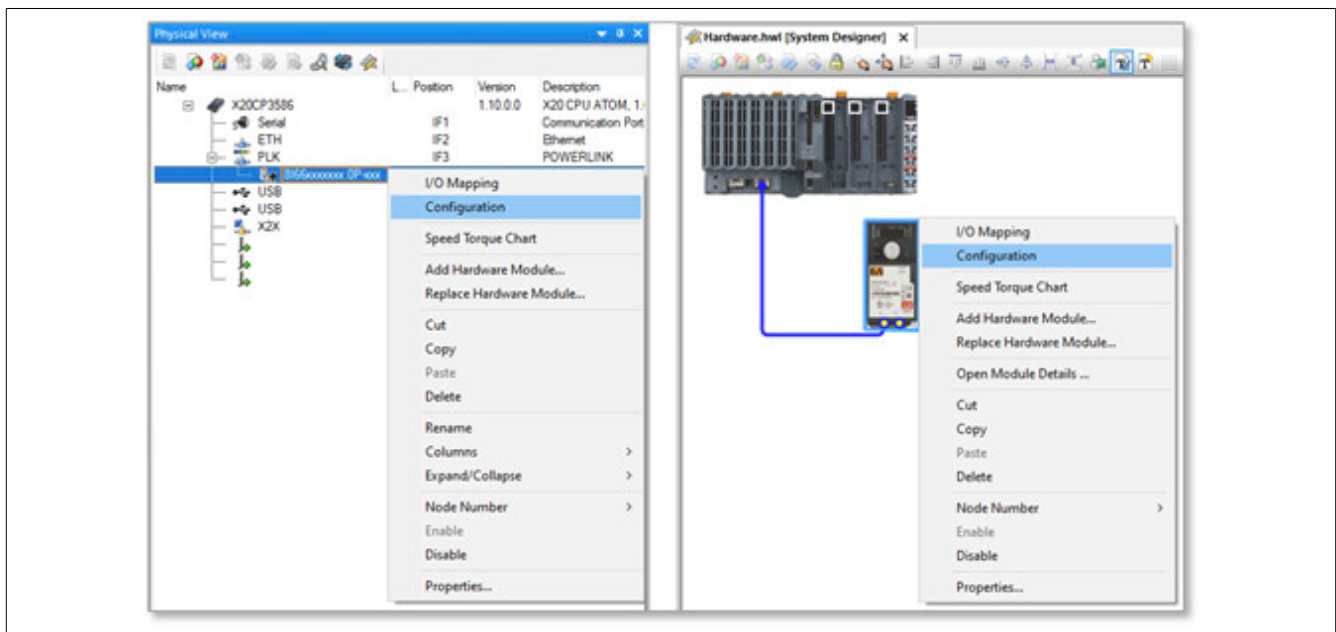 Physical View
Name L... Position Version Description
X20CP3586 1.10.0.0 X20 CPU ATOM, 1.
Serial IF1 Communication Port
ETH IF2 Ethernet
PLK IF3 POWERLINK
USB
USB
X2X
I/O Mapping
Configuration
Speed Torque Chart
Add Hardware Module...
Replace Hardware Module...
Cut
Copy
Paste
Delete
Rename
Columns
Expand/Collapse
Node Number
Enable
Disable
Properties...
Hardware.hwl [System Designer]
I/O Mapping
Configuration
Speed Torque Chart
Add Hardware Module...
Replace Hardware Module...
Open Module Details ...
Cut
Copy
Paste
Delete
Node Number
Enable
Disable
Properties...